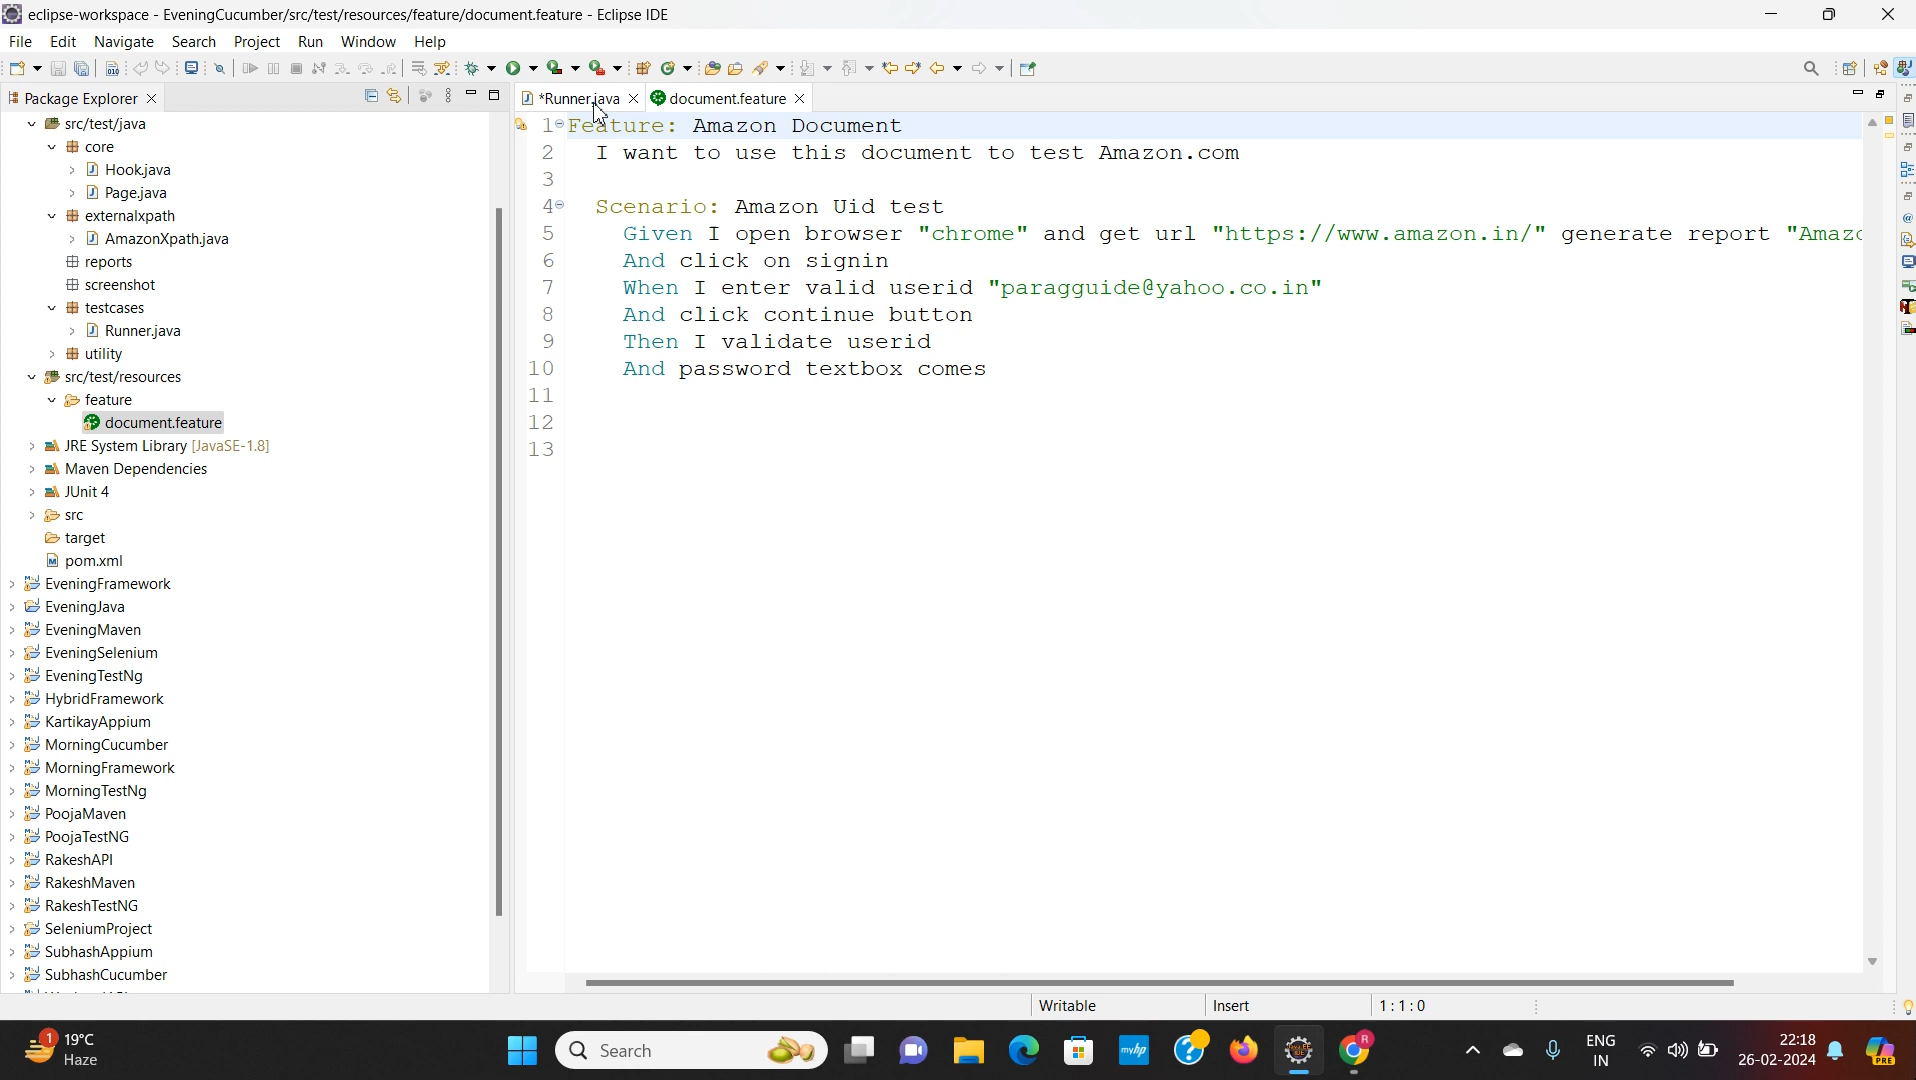 eclipse-workspace - EveningCucumber/src/test/resources/feature/document.feature - Eclipse IDE
File Edit Navigate Search Project Run Window Help
Package Explorer
*Runner.java document.feature
src/test/java
core
Hook.java
Page.java
externalxpath
AmazonXpath.java
reports
screenshot
testcases
Runner.java
utility
src/test/resources
feature
document.feature
JRE System Library [JavaSE-1.8]
Maven Dependencies
JUnit 4
src
target
pom.xml
EveningFramework
EveningJava
EveningMaven
EveningSelenium
EveningTestNg
HybridFramework
KartikayAppium
MorningCucumber
MorningFramework
MorningTestNg
PoojaMaven
PoojaTestNG
RakeshAPI
RakeshMaven
RakeshTestNG
SeleniumProject
SubhashAppium
SubhashCucumber
1 Feature: Amazon Document
2 I want to use this document to test Amazon.com
3
4 Scenario: Amazon Uid test
5 Given I open browser "chrome" and get url "https://www.amazon.in/" generate report "Amazo
6 And click on signin
7 When I enter valid userid "paragguide@yahoo.co.in"
8 And click continue button
9 Then I validate userid
10 And password textbox comes
11
12
13
Writable Insert 1:1:0
1 19°C
Haze
Search
myhp
R
ENG
IN
22:18
26-02-2024
PRE